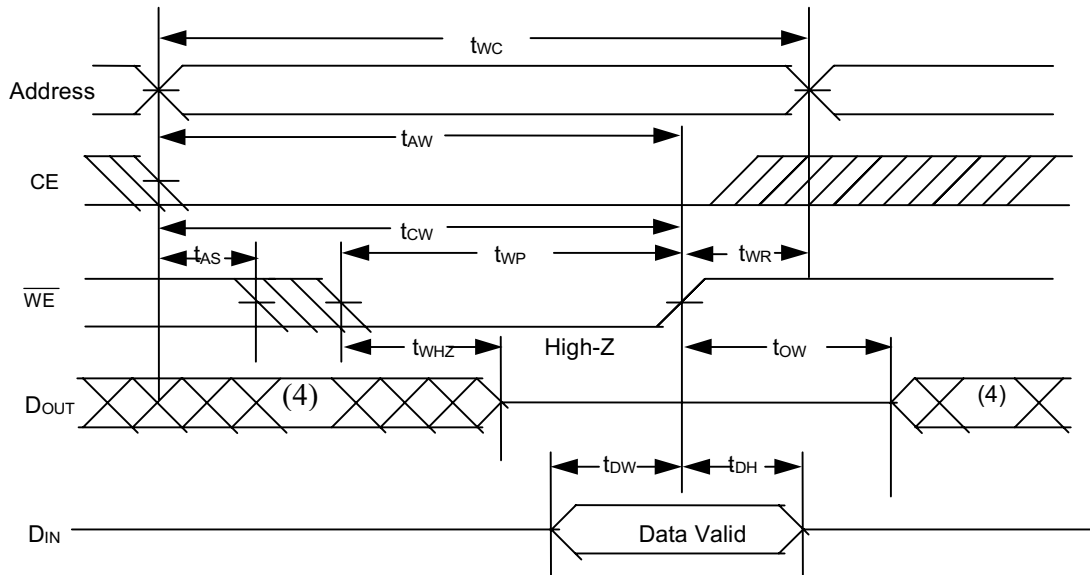 tWC
Address
tAW
CE
tCW
tAS
tWP
tWR
WE
tWHZ
High-Z
tOW
DOUT
(4)
(4)
tDW
tDH
DIN
Data Valid